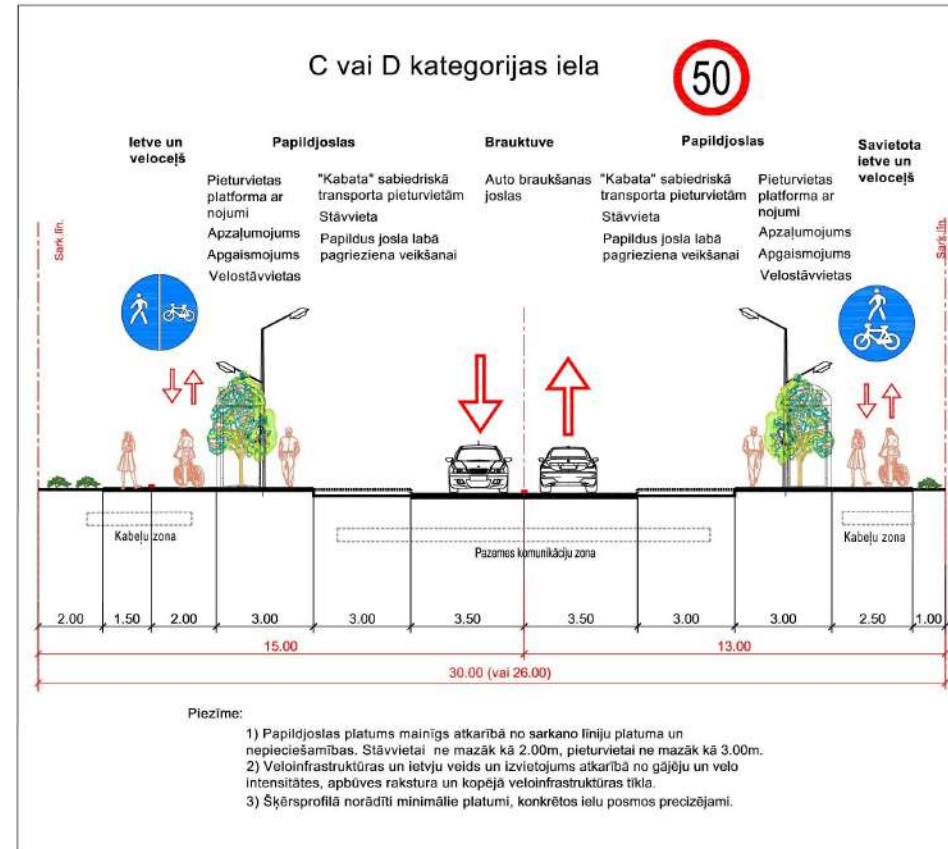 C vai D kategorijas iela
50
Ietve un
veloceļš
Papildjoslas
Brauktuve
Papildjoslas
Savietota
ietve un
veloceļš
Pieturvietas
platforma ar
nojumi
Apzaļumojums
Apgaismojums
Velostāvvietas
"Kabata" sabiedriskā
transporta pieturvietām
Stāvvieta
Papildus josla labā
pagrieziena veikšanai
Auto braukšanas
joslas
"Kabata" sabiedriskā
transporta pieturvietām
Stāvvieta
Papildus josla labā
pagrieziena veikšanai
Pieturvietas
platforma ar
nojumi
Apzaļumojums
Apgaismojums
Velostāvvietas
Sark.līn.
Sark.līn.
Kabeļu zona
Pazemes komunikāciju zona
Kabeļu zona
2.00 1.50 2.00 3.00 3.00 3.50 3.50 3.00 3.00 2.50 1.00
15.00 13.00
30.00 (vai 26.00)
Piezīme:
1) Papildjoslas platums mainīgs atkarībā no sarkano līniju platuma un
nepieciešamības. Stāvvietai ne mazāk kā 2.00m, pieturvietai ne mazāk kā 3.00m.
2) Veloinfrastruktūras un ietvju veids un izvietojums atkarībā no gājēju un velo
intensitātes, apbūves rakstura un kopējā veloinfrastruktūras tīkla.
3) Šķērsprofilā norādīti minimālie platumi, konkrētos ielu posmos precizējami.